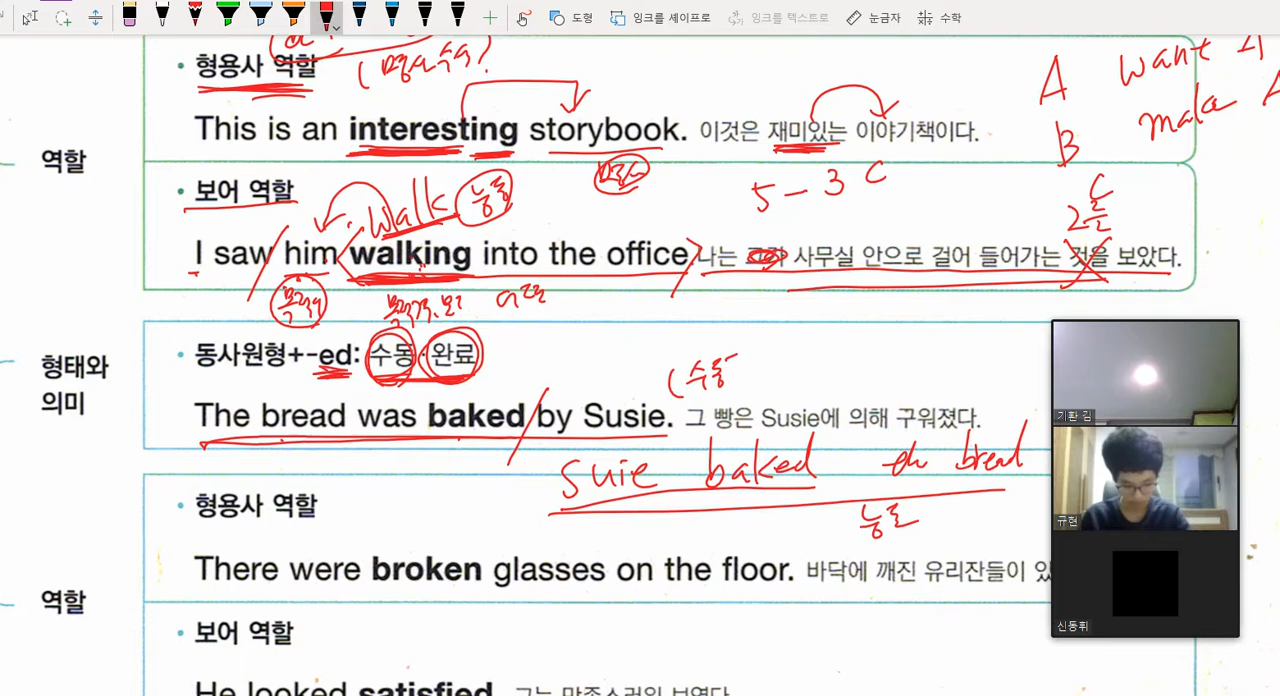 도형 잉크를 셰이프로 잉크를 텍스트로 눈금자 수학
• 형용사 역할
A want
make
B
This is an interesting storybook. 이것은 재미있는 이야기책이다.
역할
• 보어 역할
walk 능동
5 - 3
I saw him walking into the office 나는 사무실 안으로 걸어 들어가는 것을 보았다.
형태와
의미
• 동사원형+-ed: 수동·완료
(수동
The bread was baked by Susie. 그 빵은 Susie에 의해 구워졌다.
Suie baked bread
능동
• 형용사 역할
There were broken glasses on the floor. 바닥에 깨진 유리잔들이 있
역할
• 보어 역할
He looked satisfied.
기환 김
규현
신동휘